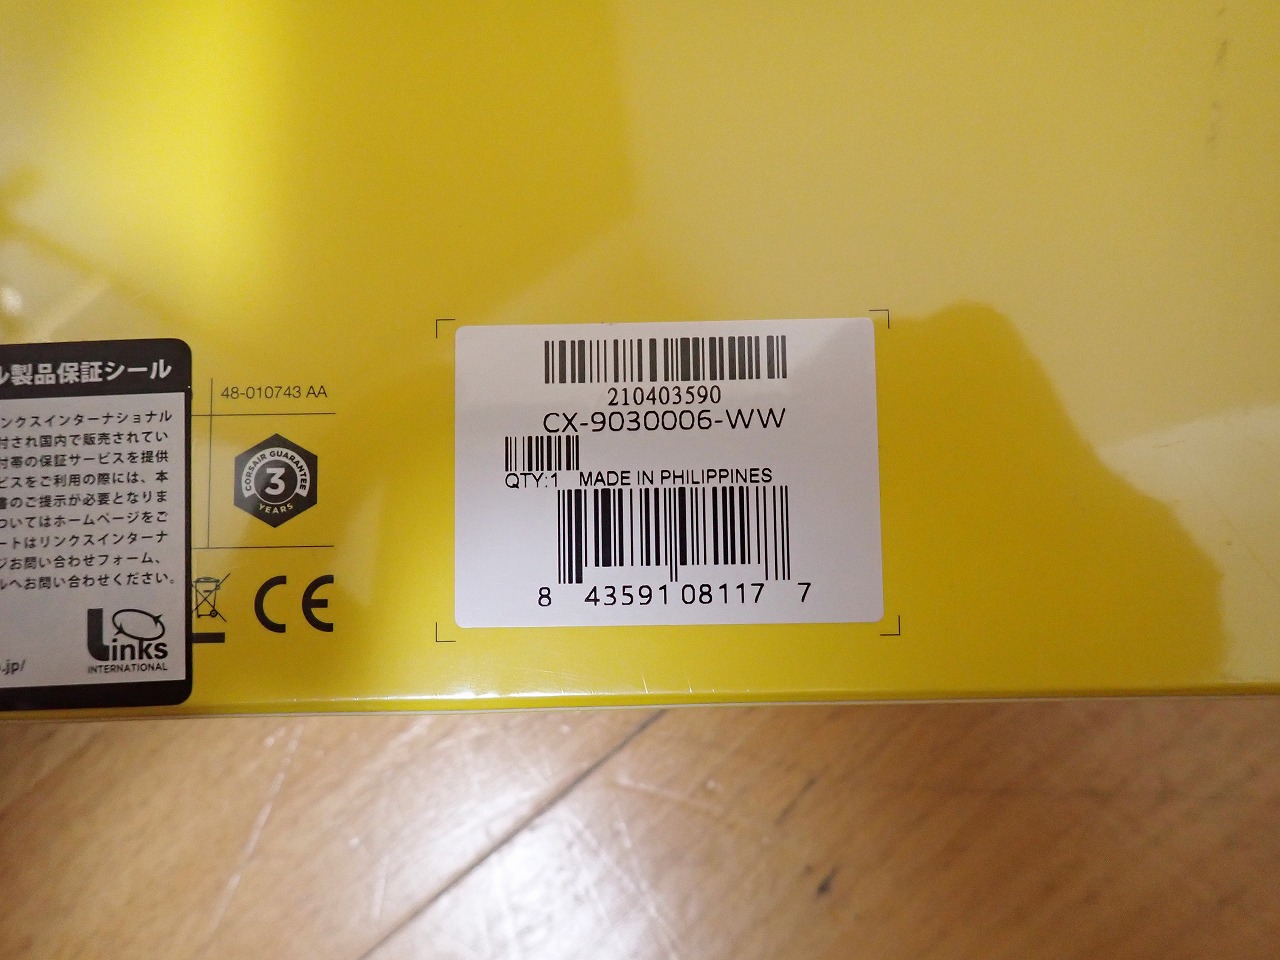 ル製品保証シール
リンクスインターナショナル
付され国内で販売されてい
付帯の保証サービスを提供
ービスをご利用の際には、本
書のご提示が必要となりま
ついてはホームページをご
ートはリンクスインターナ
ジお問い合わせフォーム、
ルへお問い合わせください。
.jp/
Links
INTERNATIONAL
48-010743 AA
CORSAIR GUARANTEE
3
YEARS
CE
210403590
CX-9030006-WW
QTY:1 MADE IN PHILIPPINES
8 43591 08117 7